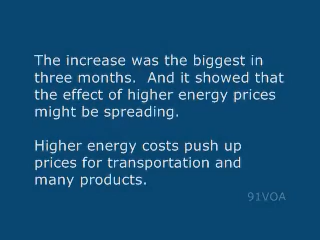 The increase was the biggest in
three months.  And it showed that
the effect of higher energy prices
might be spreading.
Higher energy costs push up
prices for transportation and
many products.
91VOA